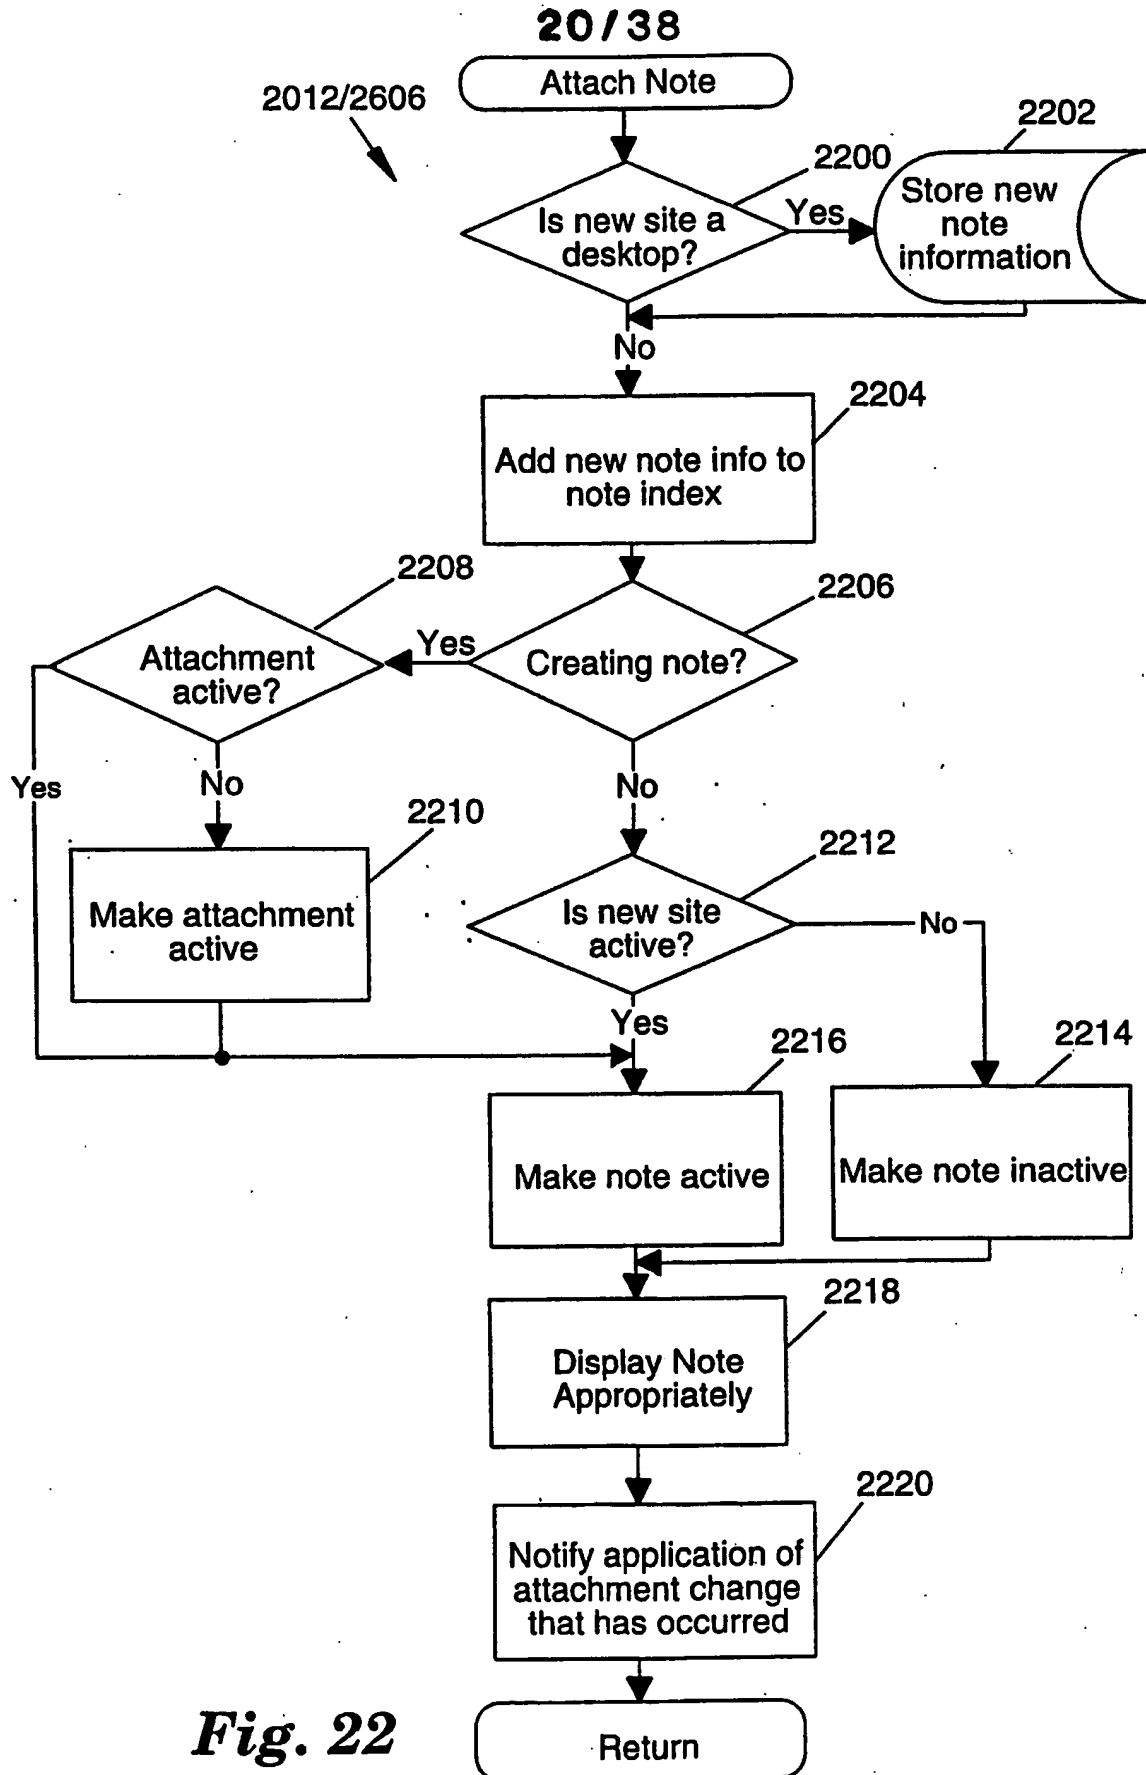 20/38
Attach Note
2012/2606
2202
2200
Store new
note
information
Is new site a
desktop?
Yes
No
2204
Add new note info to
note index
2208
2206
Attachment
active?
Yes
Creating note?
Yes
No
No
2210
2212
Make attachment
active
Is new site
active?
No
Yes
2216
2214
Make note active
Make note inactive
2218
Display Note
Appropriately
2220
Notify application of
attachment change
that has occurred
Fig. 22
Return